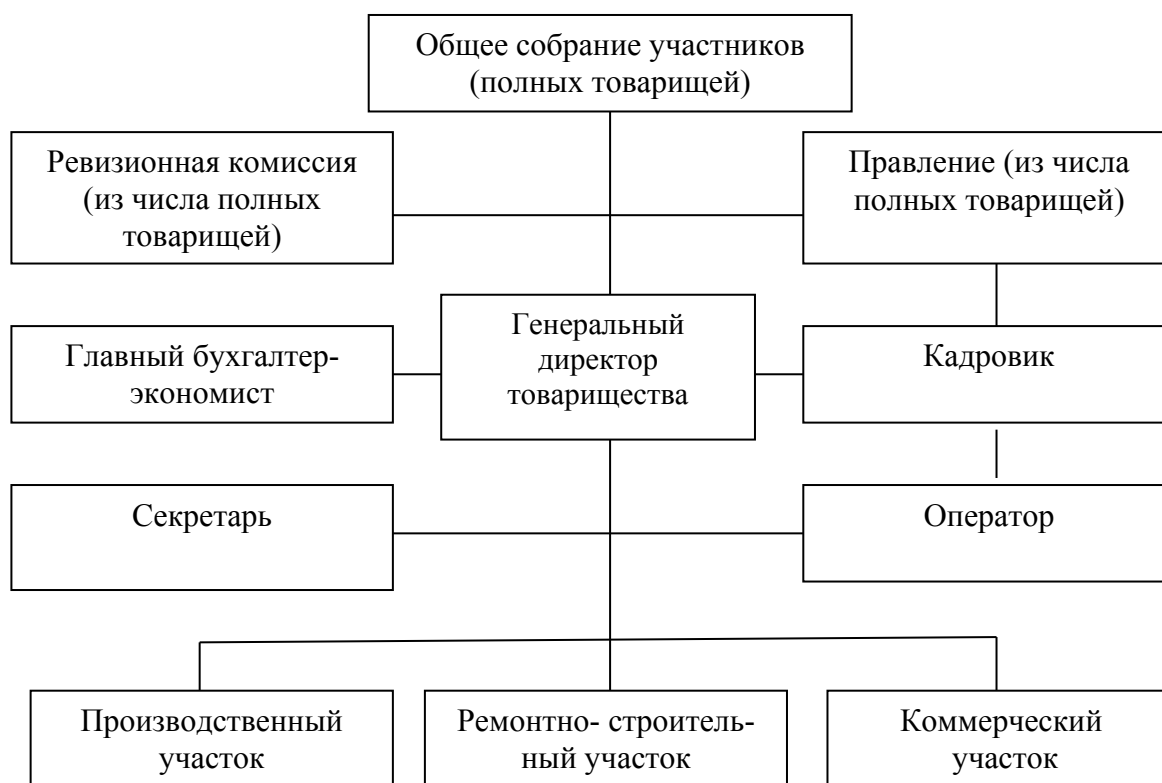 Общее собрание участников
(полных товарищей)
Ревизионная комиссия
(из числа полных
товарищей)
Правление (из числа
полных товарищей)
Генеральный
директор
товарищества
Главный бухгалтер-
экономист
Кадровик
Секретарь
Оператор
Производственный
участок
Ремонтно- строитель-
ный участок
Коммерческий
участок